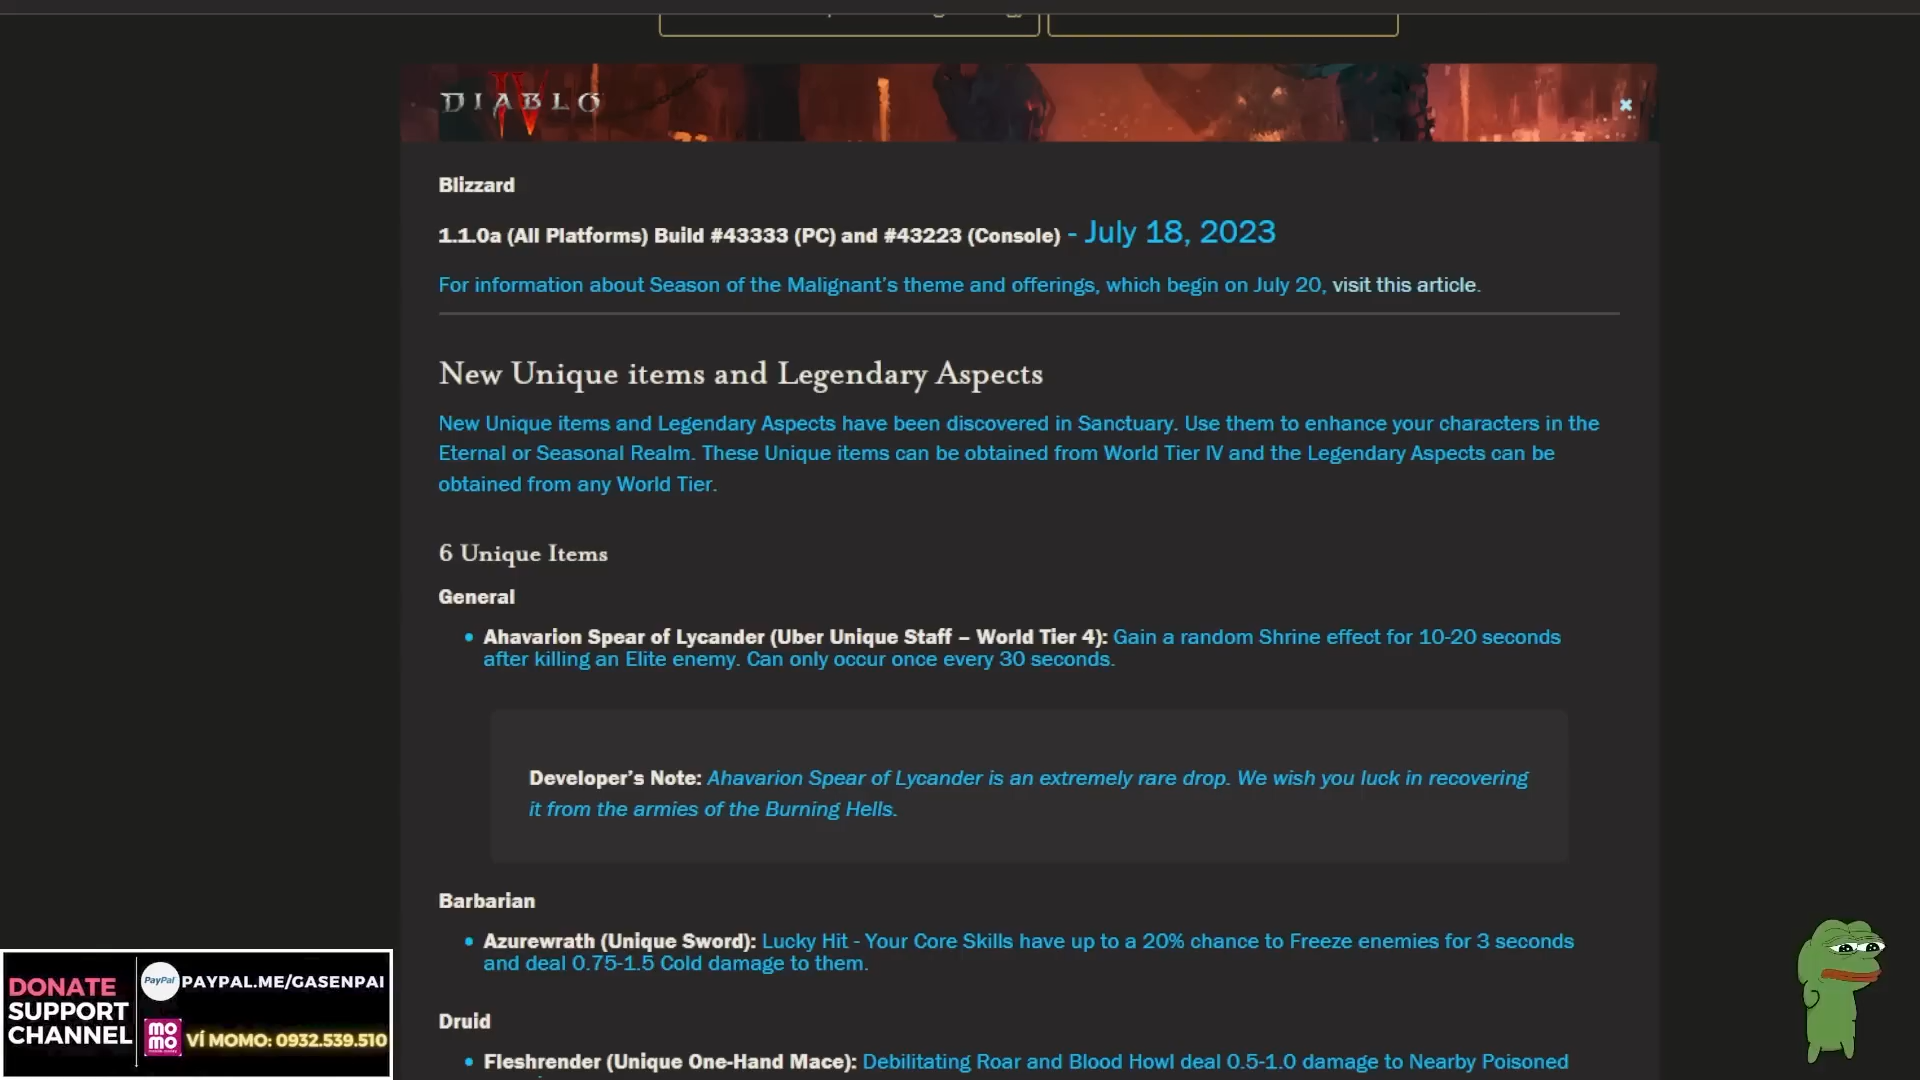 DIABLO
IV
Blizzard
1.1.0a (All Platforms) Build #43333 (PC) and #43223 (Console) - July 18, 2023
For information about Season of the Malignant’s theme and offerings, which begin on July 20, visit this article.
New Unique items and Legendary Aspects
New Unique items and Legendary Aspects have been discovered in Sanctuary. Use them to enhance your characters in the
Eternal or Seasonal Realm. These Unique items can be obtained from World Tier IV and the Legendary Aspects can be
obtained from any World Tier.
6 Unique Items
General
• Ahavarion Spear of Lycander (Uber Unique Staff – World Tier 4): Gain a random Shrine effect for 10-20 seconds
after killing an Elite enemy. Can only occur once every 30 seconds.
Developer’s Note: Ahavarion Spear of Lycander is an extremely rare drop. We wish you luck in recovering
it from the armies of the Burning Hells.
Barbarian
• Azurewrath (Unique Sword): Lucky Hit - Your Core Skills have up to a 20% chance to Freeze enemies for 3 seconds
and deal 0.75-1.5 Cold damage to them.
Druid
• Fleshrender (Unique One-Hand Mace): Debilitating Roar and Blood Howl deal 0.5-1.0 damage to Nearby Poisoned
DONATE
SUPPORT
CHANNEL
PayPal PAYPAL.ME/GASENPAI
mo
mo
VÍ MOMO: 0932.539.510